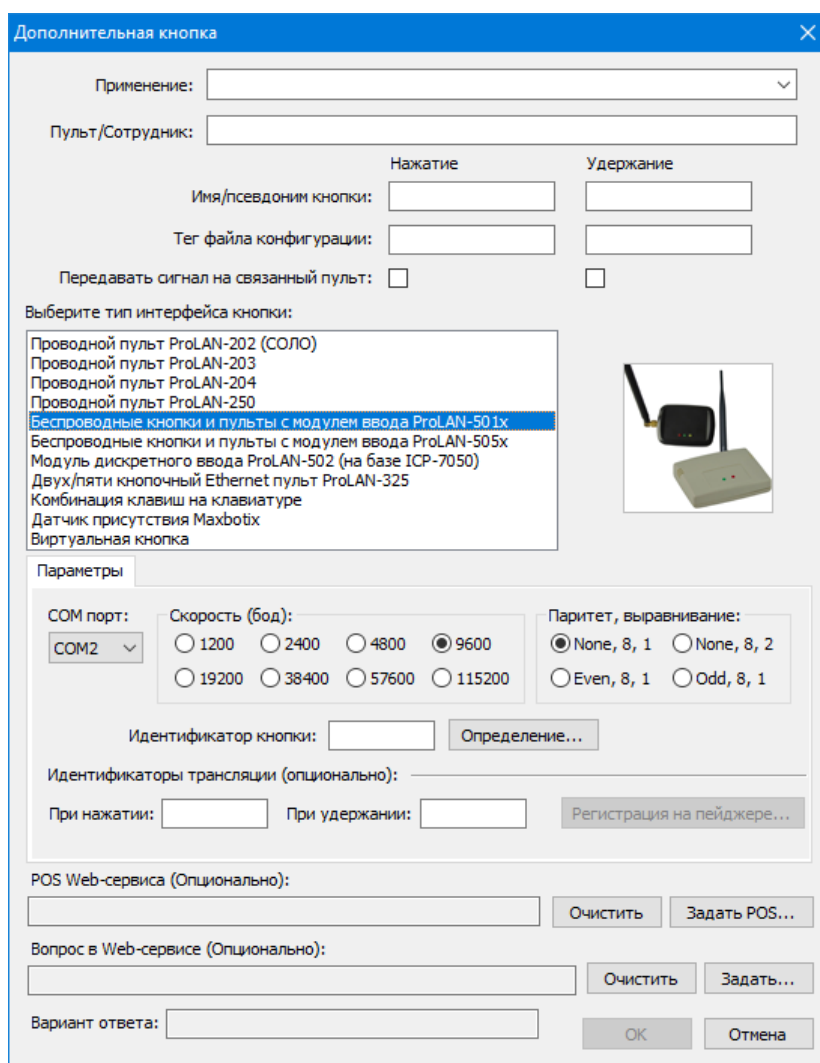 Дополнительная кнопка
Применение:
Пульт/Сотрудник:
Нажатие Удержание
Имя/псевдоним кнопки:
Тег файла конфигурации:
Передавать сигнал на связанный пульт:
Выберите тип интерфейса кнопки:
Проводной пульт ProLAN-202 (СОЛО)
Проводной пульт ProLAN-203
Проводной пульт ProLAN-204
Проводной пульт ProLAN-250
Беспроводные кнопки и пульты с модулем ввода ProLAN-501x
Беспроводные кнопки и пульты с модулем ввода ProLAN-505x
Модуль дискретного ввода ProLAN-502 (на базе ICP-7050)
Двух/пяти кнопочный Ethernet пульт ProLAN-325
Комбинация клавиш на клавиатуре
Датчик присутствия Maxbotix
Виртуальная кнопка
Параметры
COM порт: Скорость (бод): Паритет, выравнивание:
COM2 1200 2400 4800 9600 None, 8, 1 None, 8, 2
19200 38400 57600 115200 Even, 8, 1 Odd, 8, 1
Идентификатор кнопки: Определение...
Идентификаторы трансляции (опционально):
При нажатии: При удержании: Регистрация на пейджере...
POS Web-сервиса (Опционально):
Очистить Задать POS...
Вопрос в Web-сервисе (Опционально):
Очистить Задать...
Вариант ответа: OK Отмена